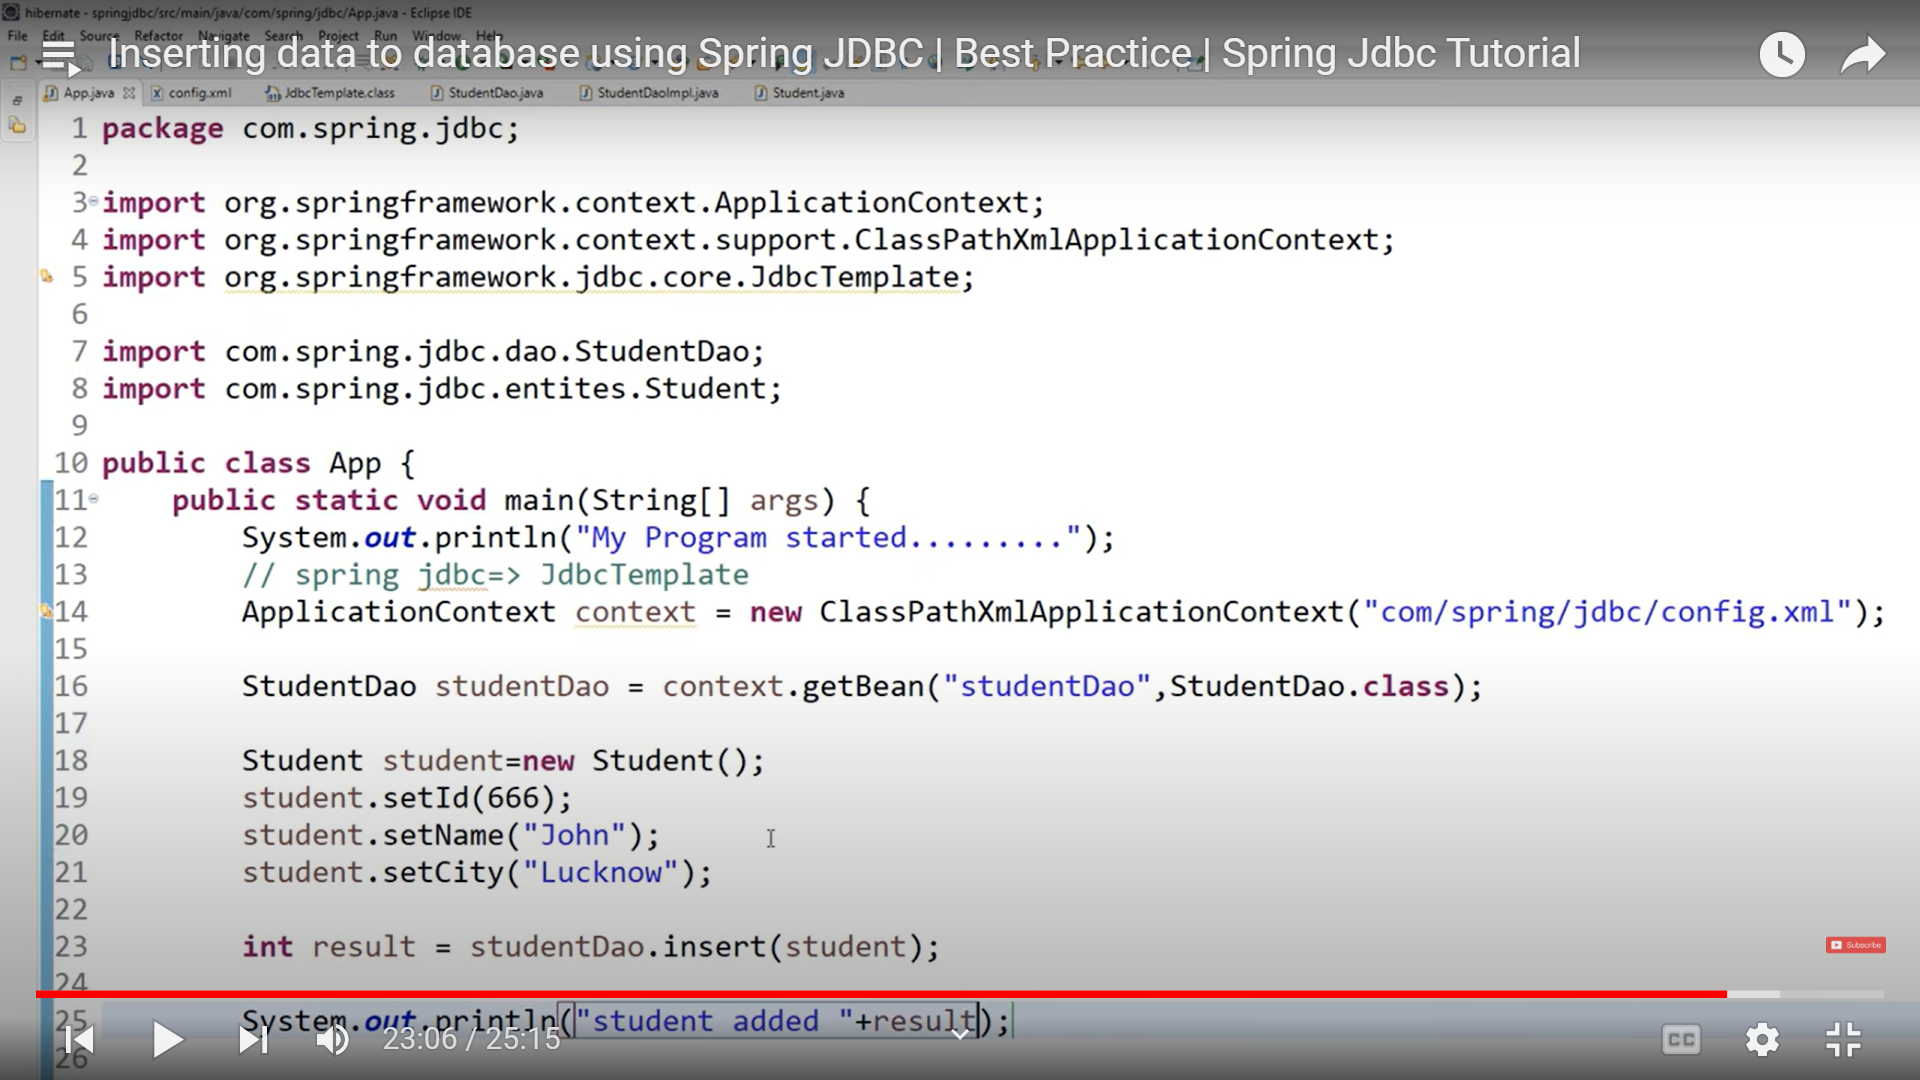 hibernate - springjdbc/src/main/java/com/spring/jdbc/App.java - Eclipse IDE
File Edit Source Refactor Navigate Search Project Run Window Help
Inserting data to database using Spring JDBC | Best Practice | Spring Jdbc Tutorial
App.java config.xml JdbcTemplate.class StudentDao.java StudentDaoImpl.java Student.java
1 package com.spring.jdbc;
2
3 import org.springframework.context.ApplicationContext;
4 import org.springframework.context.support.ClassPathXmlApplicationContext;
5 import org.springframework.jdbc.core.JdbcTemplate;
6
7 import com.spring.jdbc.dao.StudentDao;
8 import com.spring.jdbc.entites.Student;
9
10 public class App {
11 public static void main(String[] args) {
12 System.out.println("My Program started.........");
13 // spring jdbc=> JdbcTemplate
14 ApplicationContext context = new ClassPathXmlApplicationContext("com/spring/jdbc/config.xml");
15
16 StudentDao studentDao = context.getBean("studentDao",StudentDao.class);
17
18 Student student=new Student();
19 student.setId(666);
20 student.setName("John");
21 student.setCity("Lucknow");
22
23 int result = studentDao.insert(student);
Subscribe
24
25 System.out.println("student added "+result);
23:06 / 25:15
CC
26